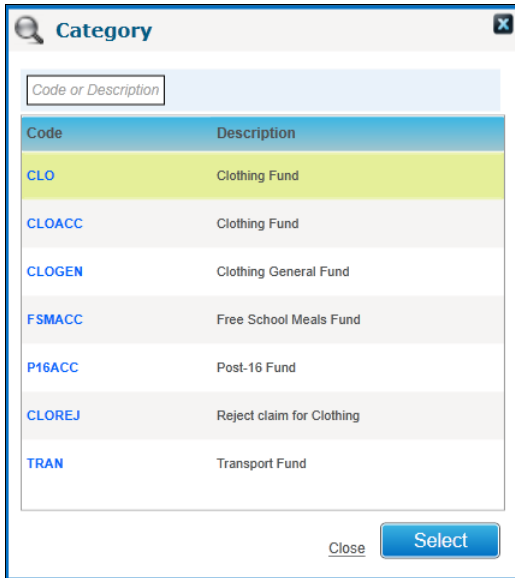 Category
Code or Description
Code Description
CLO Clothing Fund
CLOACC Clothing Fund
CLOGEN Clothing General Fund
FSMACC Free School Meals Fund
P16ACC Post-16 Fund
CLOREJ Reject claim for Clothing
TRAN Transport Fund
Close Select